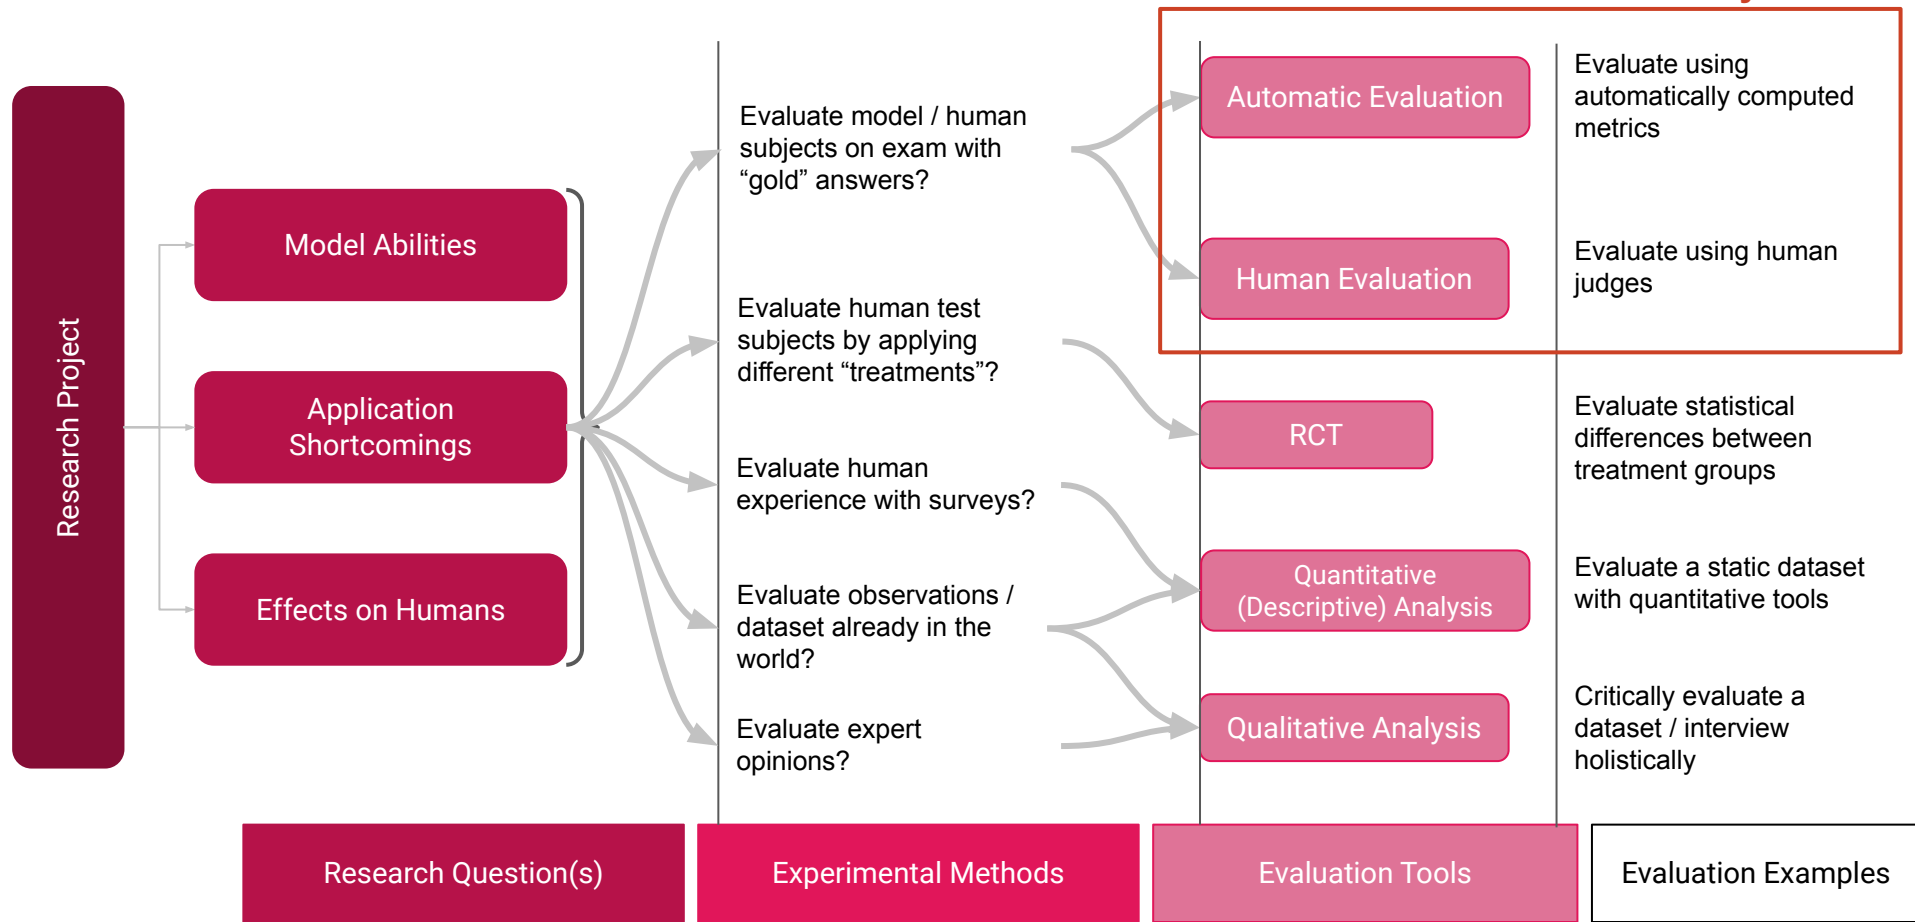 Research Project
Model Abilities
Application
Shortcomings
Effects on Humans
Evaluate model / human
subjects on exam with
“gold” answers?
Evaluate human test
subjects by applying
different “treatments”?
Evaluate human
experience with surveys?
Evaluate observations /
dataset already in the
world?
Evaluate expert
opinions?
Automatic Evaluation
Human Evaluation
RCT
Quantitative
(Descriptive) Analysis
Qualitative Analysis
Evaluate using
automatically computed
metrics
Evaluate using human
judges
Evaluate statistical
differences between
treatment groups
Evaluate a static dataset
with quantitative tools
Critically evaluate a
dataset / interview
holistically
Research Question(s)
Experimental Methods
Evaluation Tools
Evaluation Examples